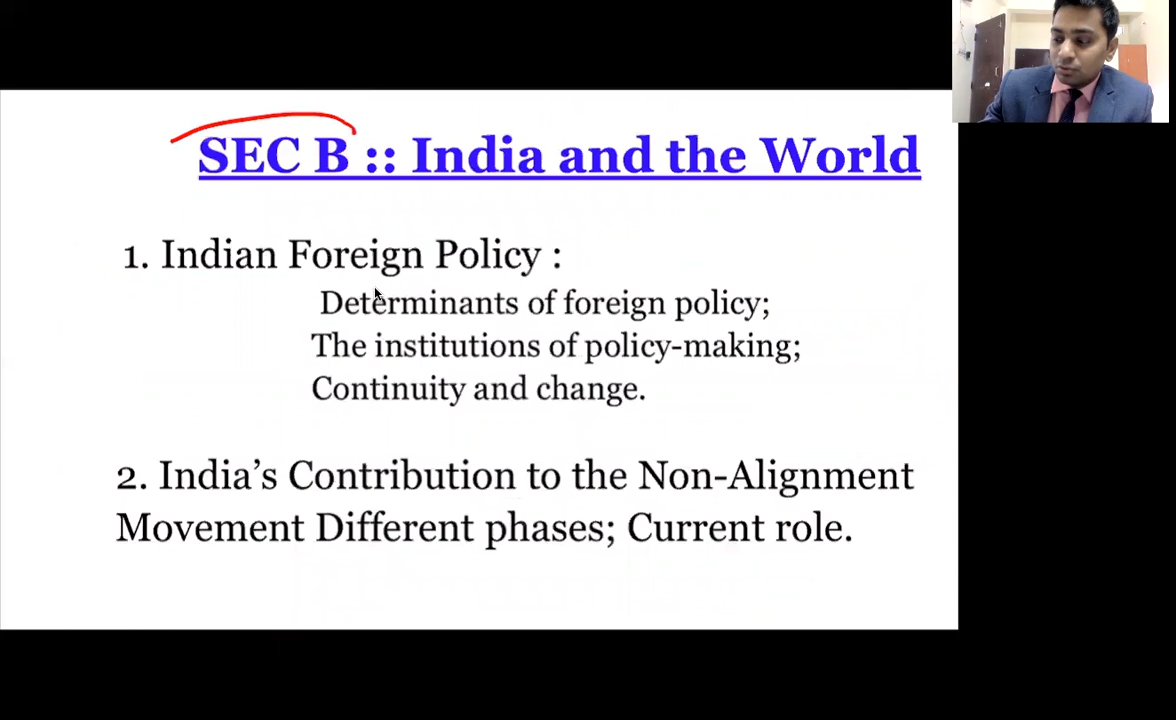 SEC B :: India and the World
1. Indian Foreign Policy :
Determinants of foreign policy;
The institutions of policy-making;
Continuity and change.
2. India’s Contribution to the Non-Alignment
Movement Different phases; Current role.